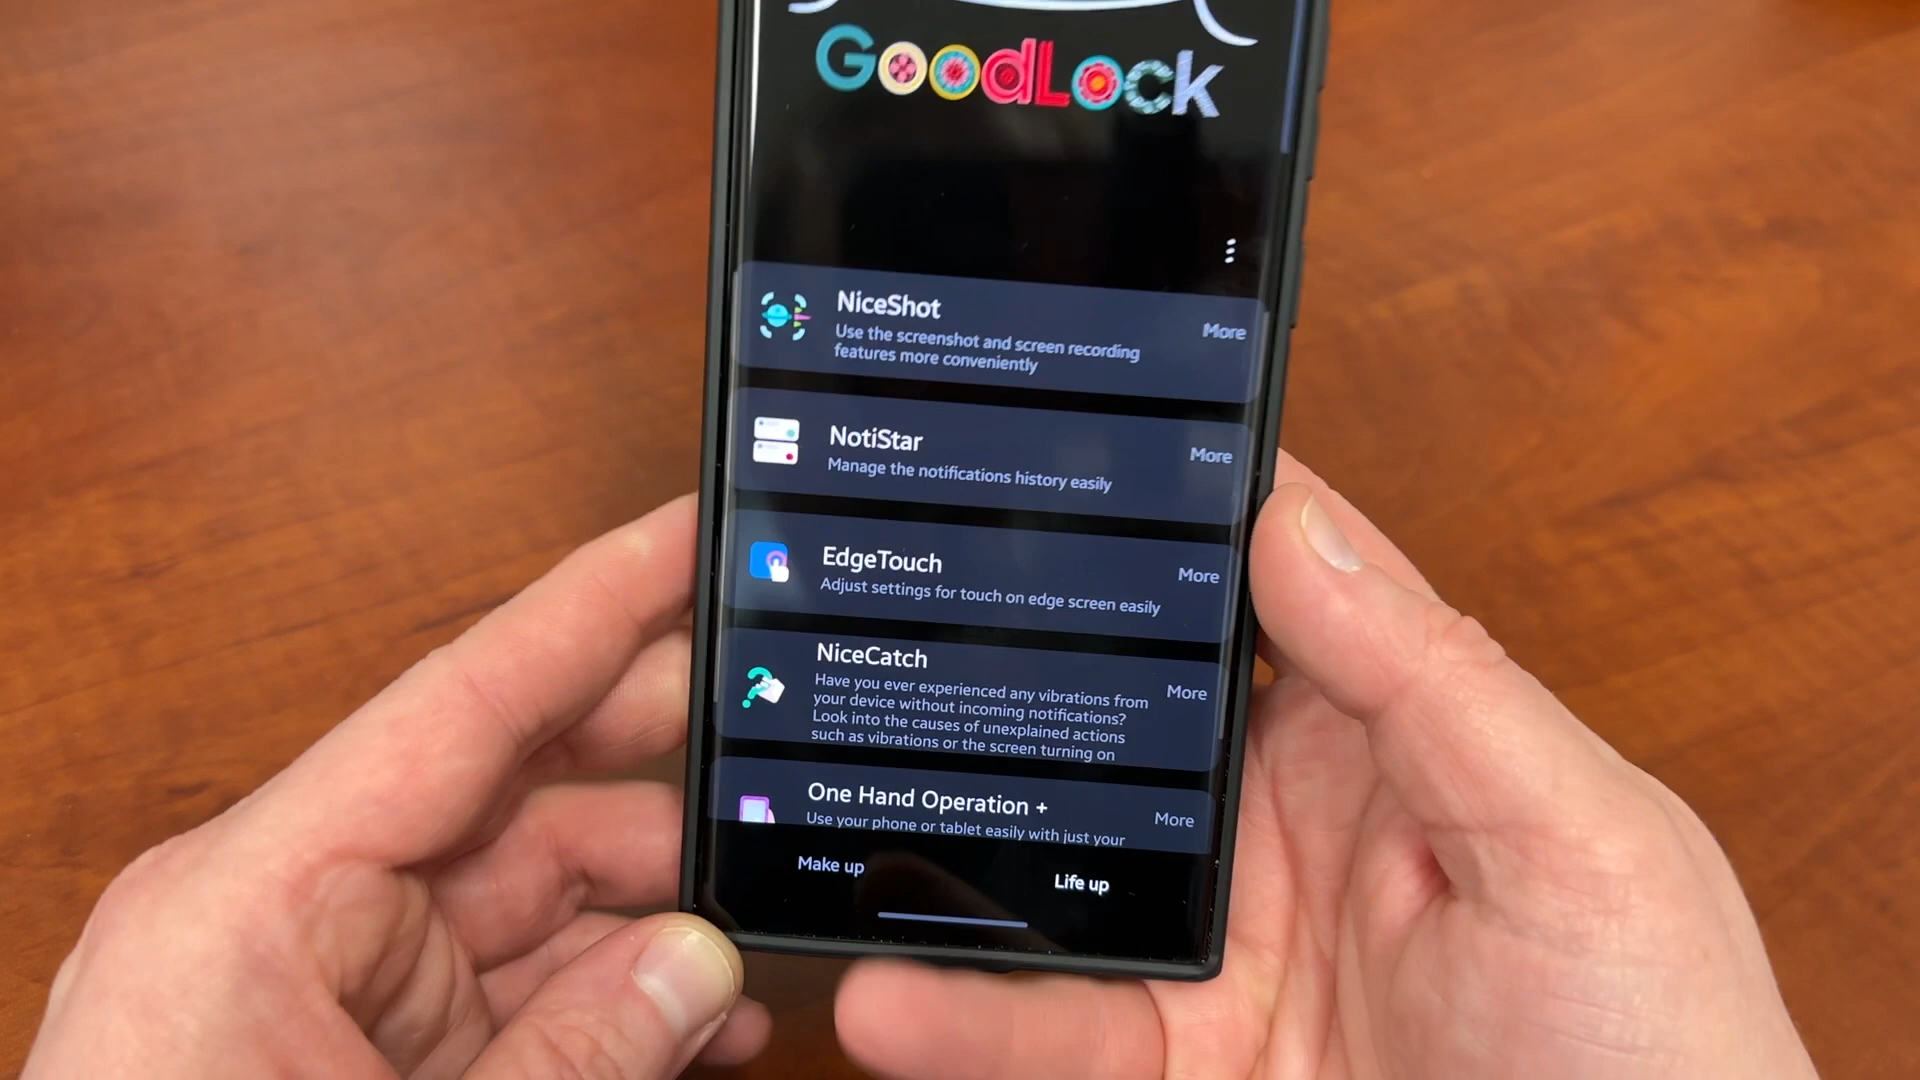 GoodLock
NiceShot
Use the screenshot and screen recording
features more conveniently
More
NotiStar
Manage the notifications history easily
More
EdgeTouch
Adjust settings for touch on edge screen easily
More
NiceCatch
Have you ever experienced any vibrations from
your device without incoming notifications?
Look into the causes of unexplained actions
such as vibrations or the screen turning on
More
One Hand Operation +
Use your phone or tablet easily with just your
More
Make up
Life up